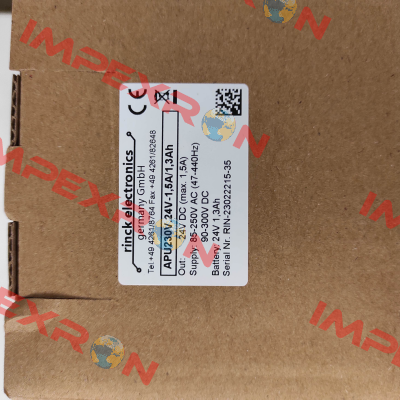 rinck electronics
germany GmbH
Tel.+49 4261/8764 Fax +49 4261/82648
APU230V.24V-1,5A/1,3Ah
Out: 24V DC (max. 1,5A)
Supply: 85-250V AC (47-440Hz)
90-300V DC
Battery: 24V 1,3Ah
Serial Nr.: RIN-23022215-35
CE
IMPEXRON
IMPEXRON
IMPEXRON
IMPEXRON